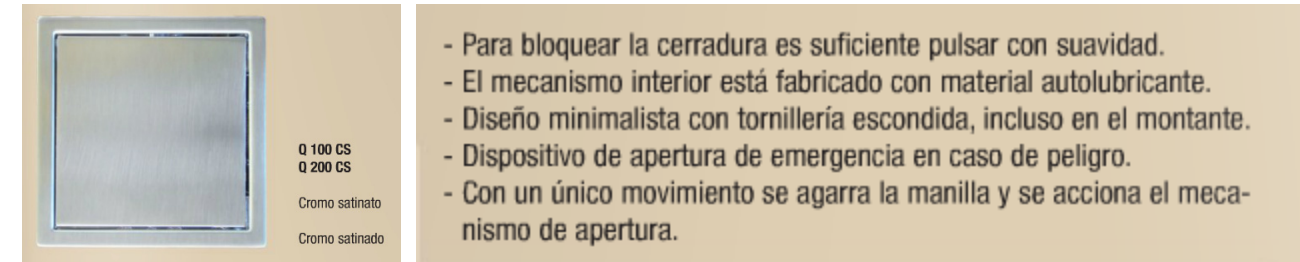 Q 100 CS
Q 200 CS
Cromo satinato
Cromo satinado
- Para bloquear la cerradura es suficiente pulsar con suavidad.
- El mecanismo interior está fabricado con material autolubricante.
- Diseño minimalista con tornillería escondida, incluso en el montante.
- Dispositivo de apertura de emergencia en caso de peligro.
- Con un único movimiento se agarra la manilla y se acciona el meca-
nismo de apertura.